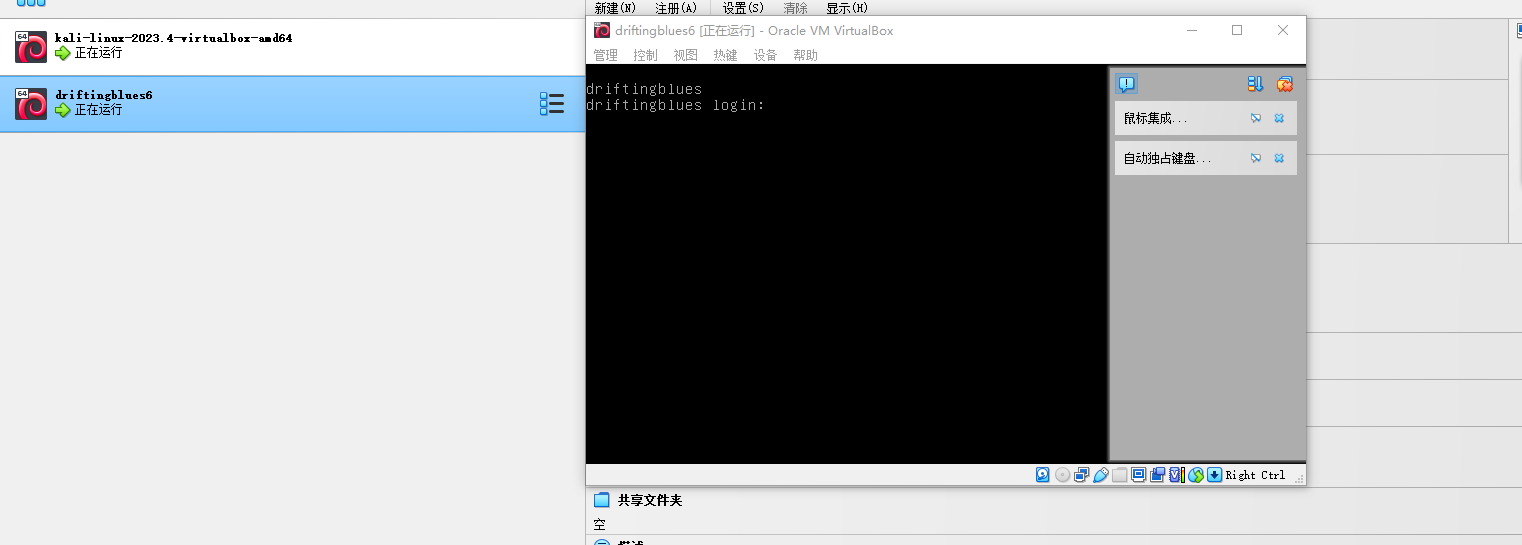 新建(N) 注册(A) 设置(S) 清除 显示(H)
64
kali-linux-2023.4-virtualbox-amd64
正在运行
64
driftingblues6
正在运行
driftingblues6 [正在运行] - Oracle VM VirtualBox
管理 控制 视图 热键 设备 帮助
driftingblues
driftingblues login:
鼠标集成...
自动独占键盘...
Right Ctrl
共享文件夹
空